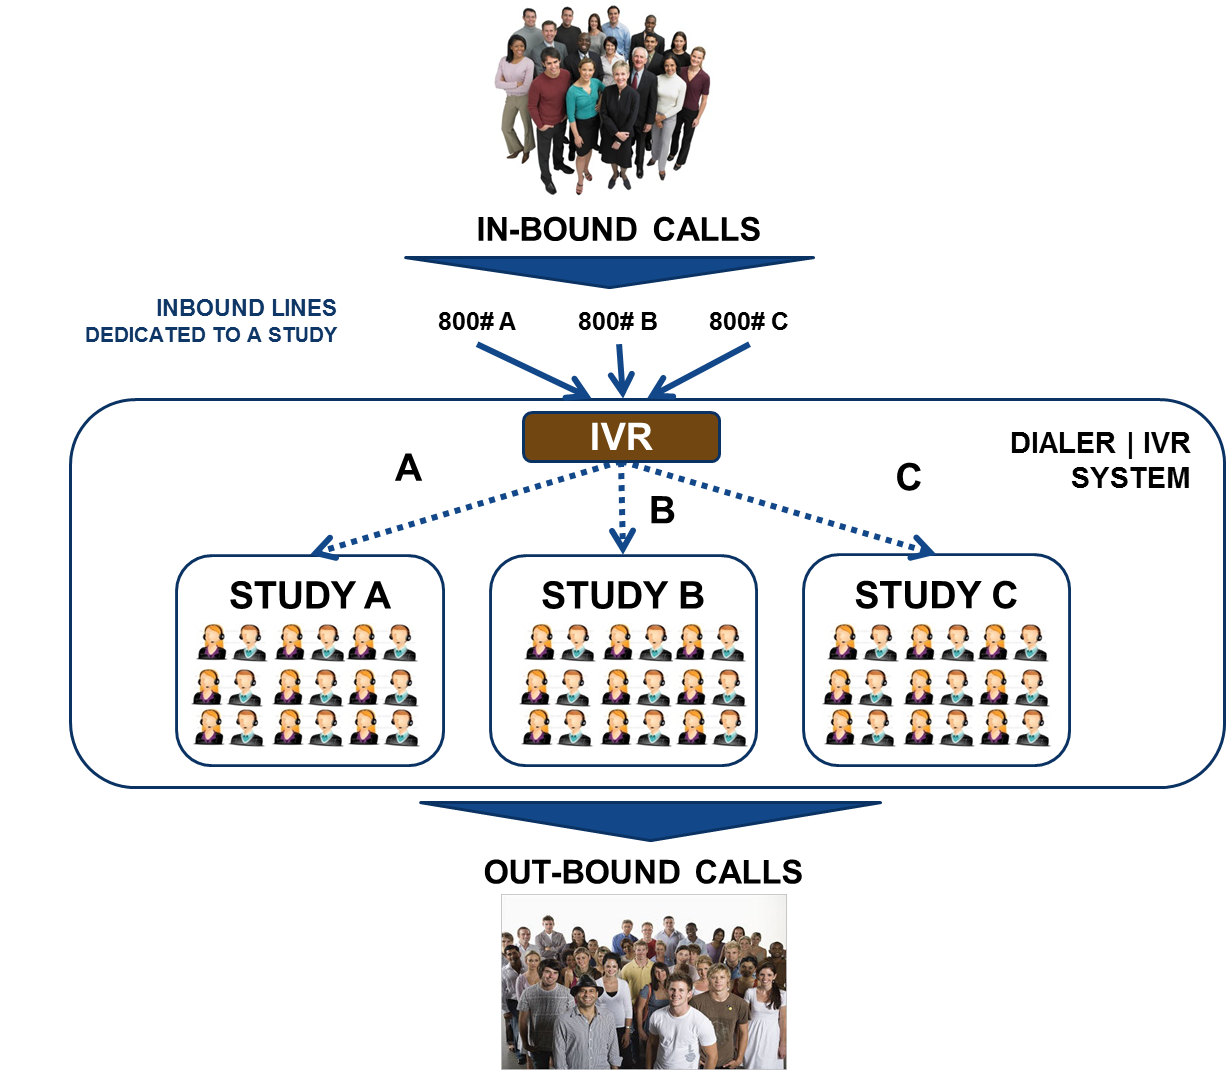 IN-BOUND CALLS
INBOUND LINES
DEDICATED TO A STUDY
800# A
800# B
800# C
IVR
DIALER | IVR
SYSTEM
A
B
C
STUDY A
STUDY B
STUDY C
OUT-BOUND CALLS